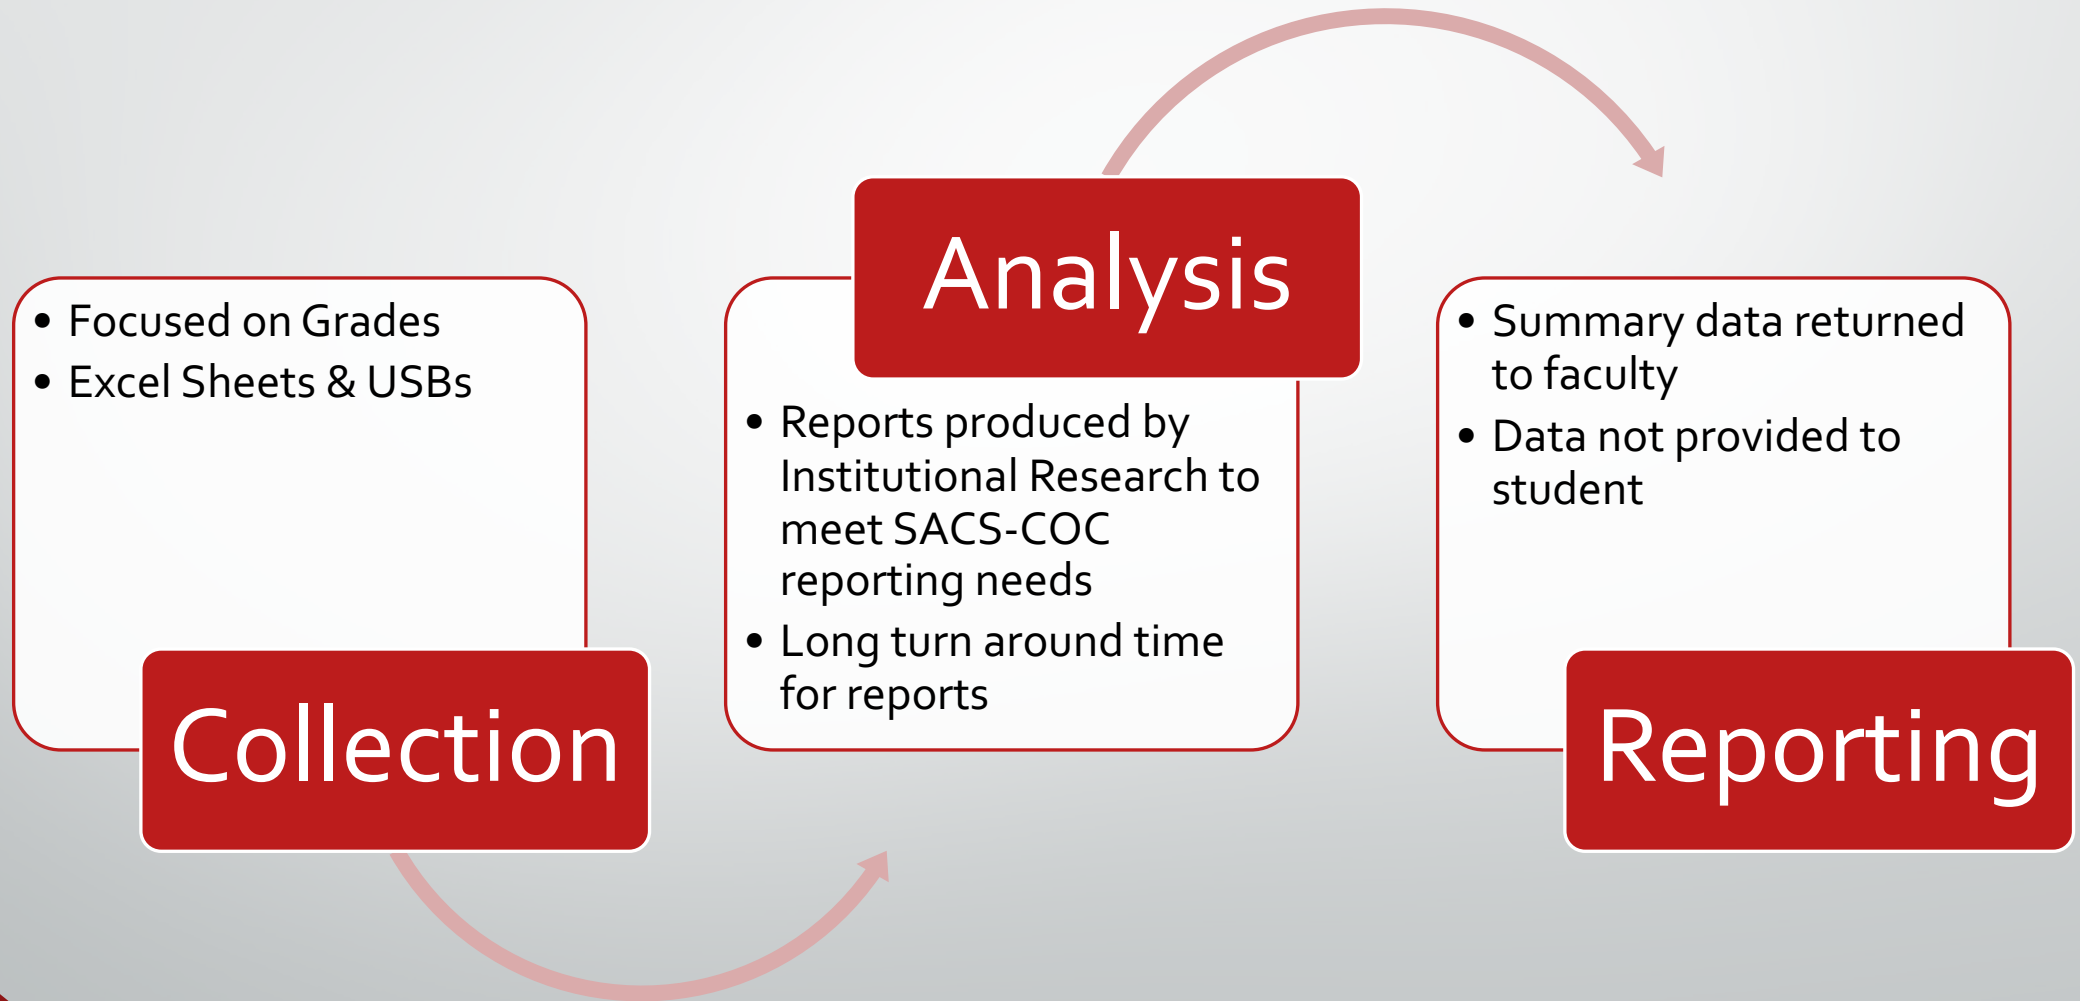 • Focused on Grades
• Excel Sheets & USBs
Collection
Analysis
• Reports produced by
Institutional Research to
meet SACS-COC
reporting needs
• Long turn around time
for reports
• Summary data returned
to faculty
• Data not provided to
student
Reporting